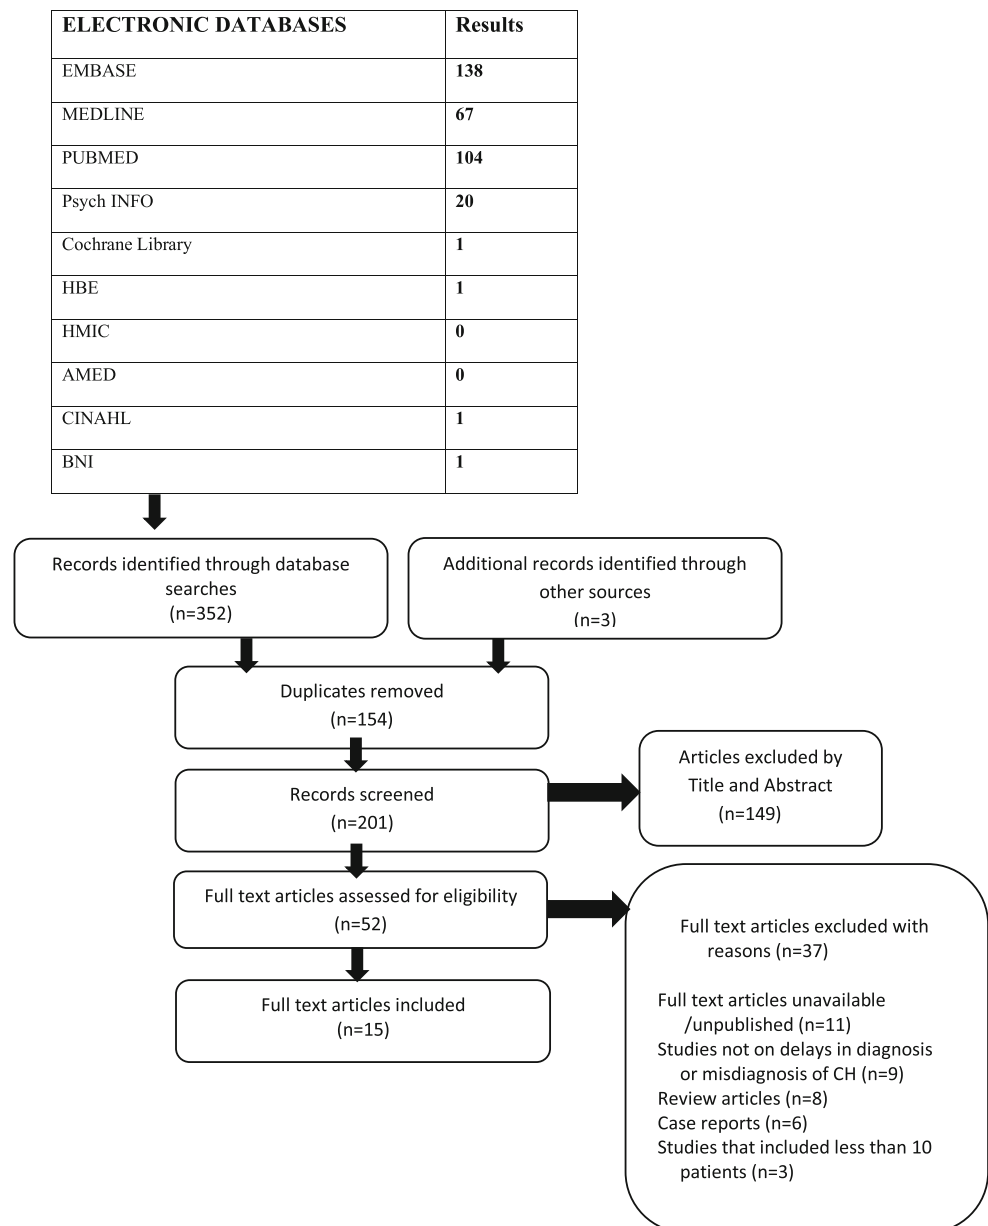 ELECTRONIC DATABASES Results
EMBASE 138
MEDLINE 67
PUBMED 104
Psych INFO 20
Cochrane Library 1
HBE 1
HMIC 0
AMED 0
CINAHL 1
BNI 1
Records identified through database
searches
(n=352)
Additional records identified through
other sources
(n=3)
Duplicates removed
(n=154)
Records screened
(n=201)
Articles excluded by
Title and Abstract
(n=149)
Full text articles assessed for eligibility
(n=52)
Full text articles excluded with
reasons (n=37)
Full text articles unavailable
/unpublished (n=11)
Studies not on delays in diagnosis
or misdiagnosis of CH (n=9)
Review articles (n=8)
Case reports (n=6)
Studies that included less than 10
patients (n=3)
Full text articles included
(n=15)